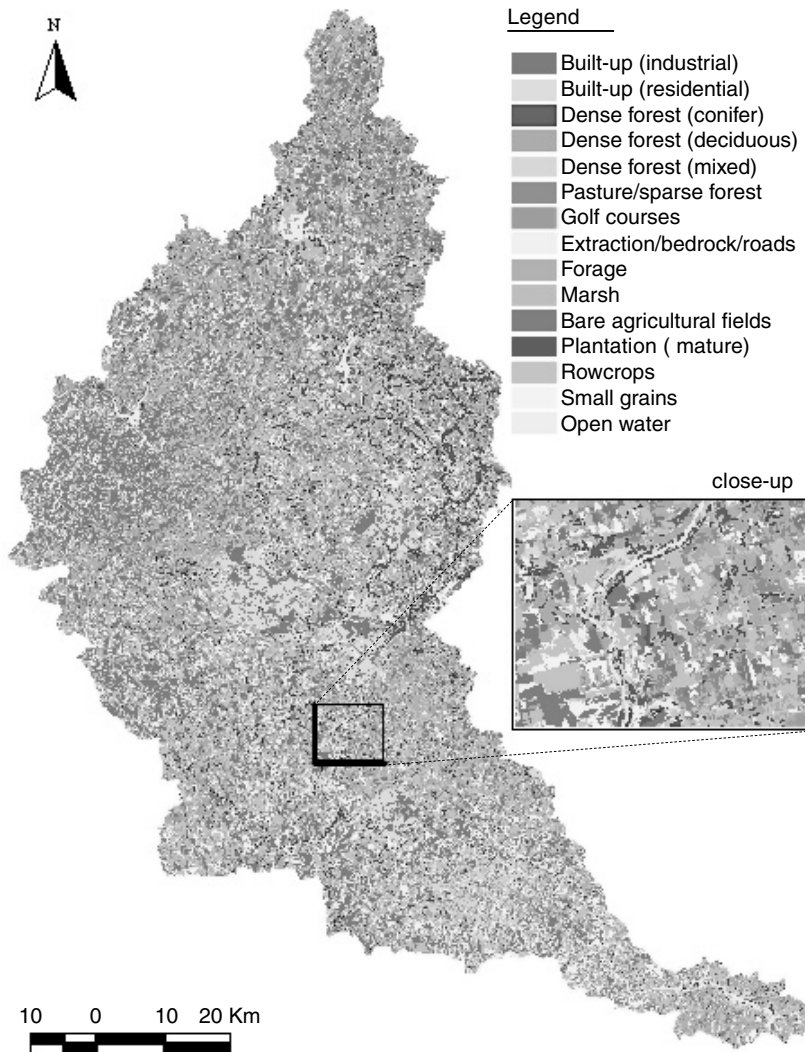 N
Legend
Built-up (industrial)
Built-up (residential)
Dense forest (conifer)
Dense forest (deciduous)
Dense forest (mixed)
Pasture/sparse forest
Golf courses
Extraction/bedrock/roads
Forage
Marsh
Bare agricultural fields
Plantation ( mature)
Rowcrops
Small grains
Open water
close-up
10 0 10 20 Km